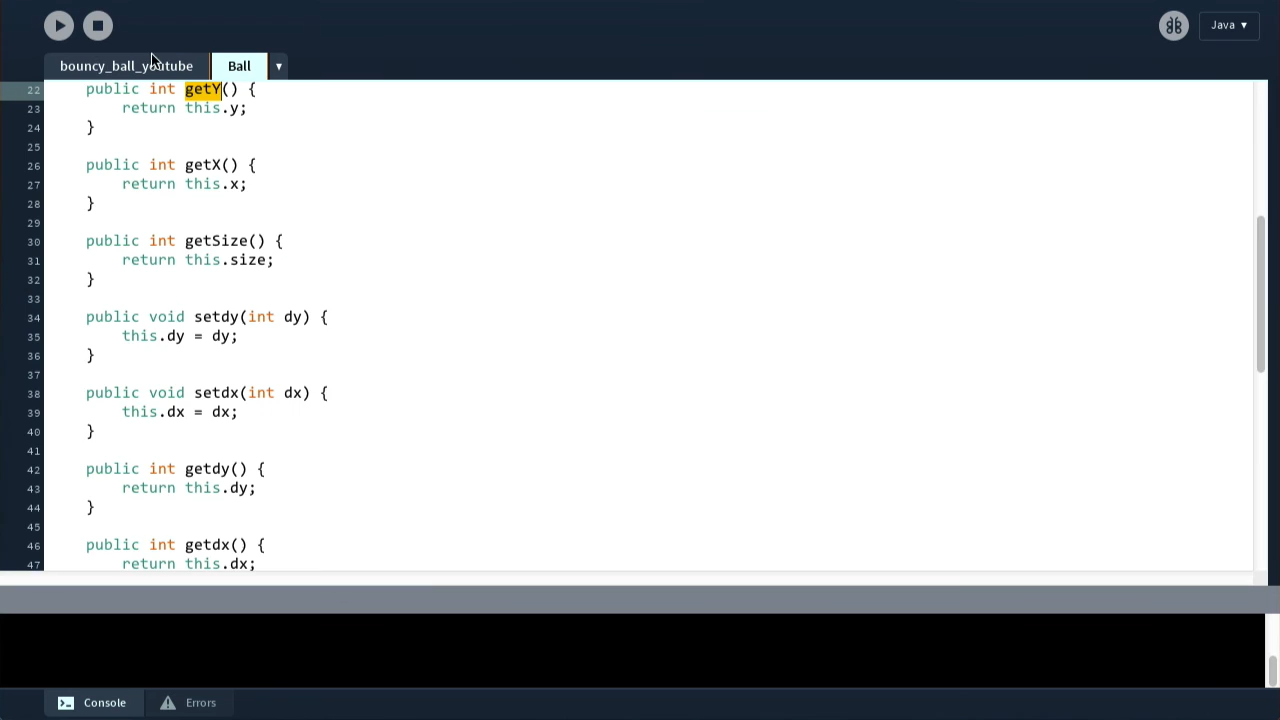 Java ▾
bouncy_ball_youtube Ball ▾
22 public int getY() {
23 return this.y;
24 }
25
26 public int getX() {
27 return this.x;
28 }
29
30 public int getSize() {
31 return this.size;
32 }
33
34 public void setdy(int dy) {
35 this.dy = dy;
36 }
37
38 public void setdx(int dx) {
39 this.dx = dx;
40 }
41
42 public int getdy() {
43 return this.dy;
44 }
45
46 public int getdx() {
47 return this.dx;
Console Errors